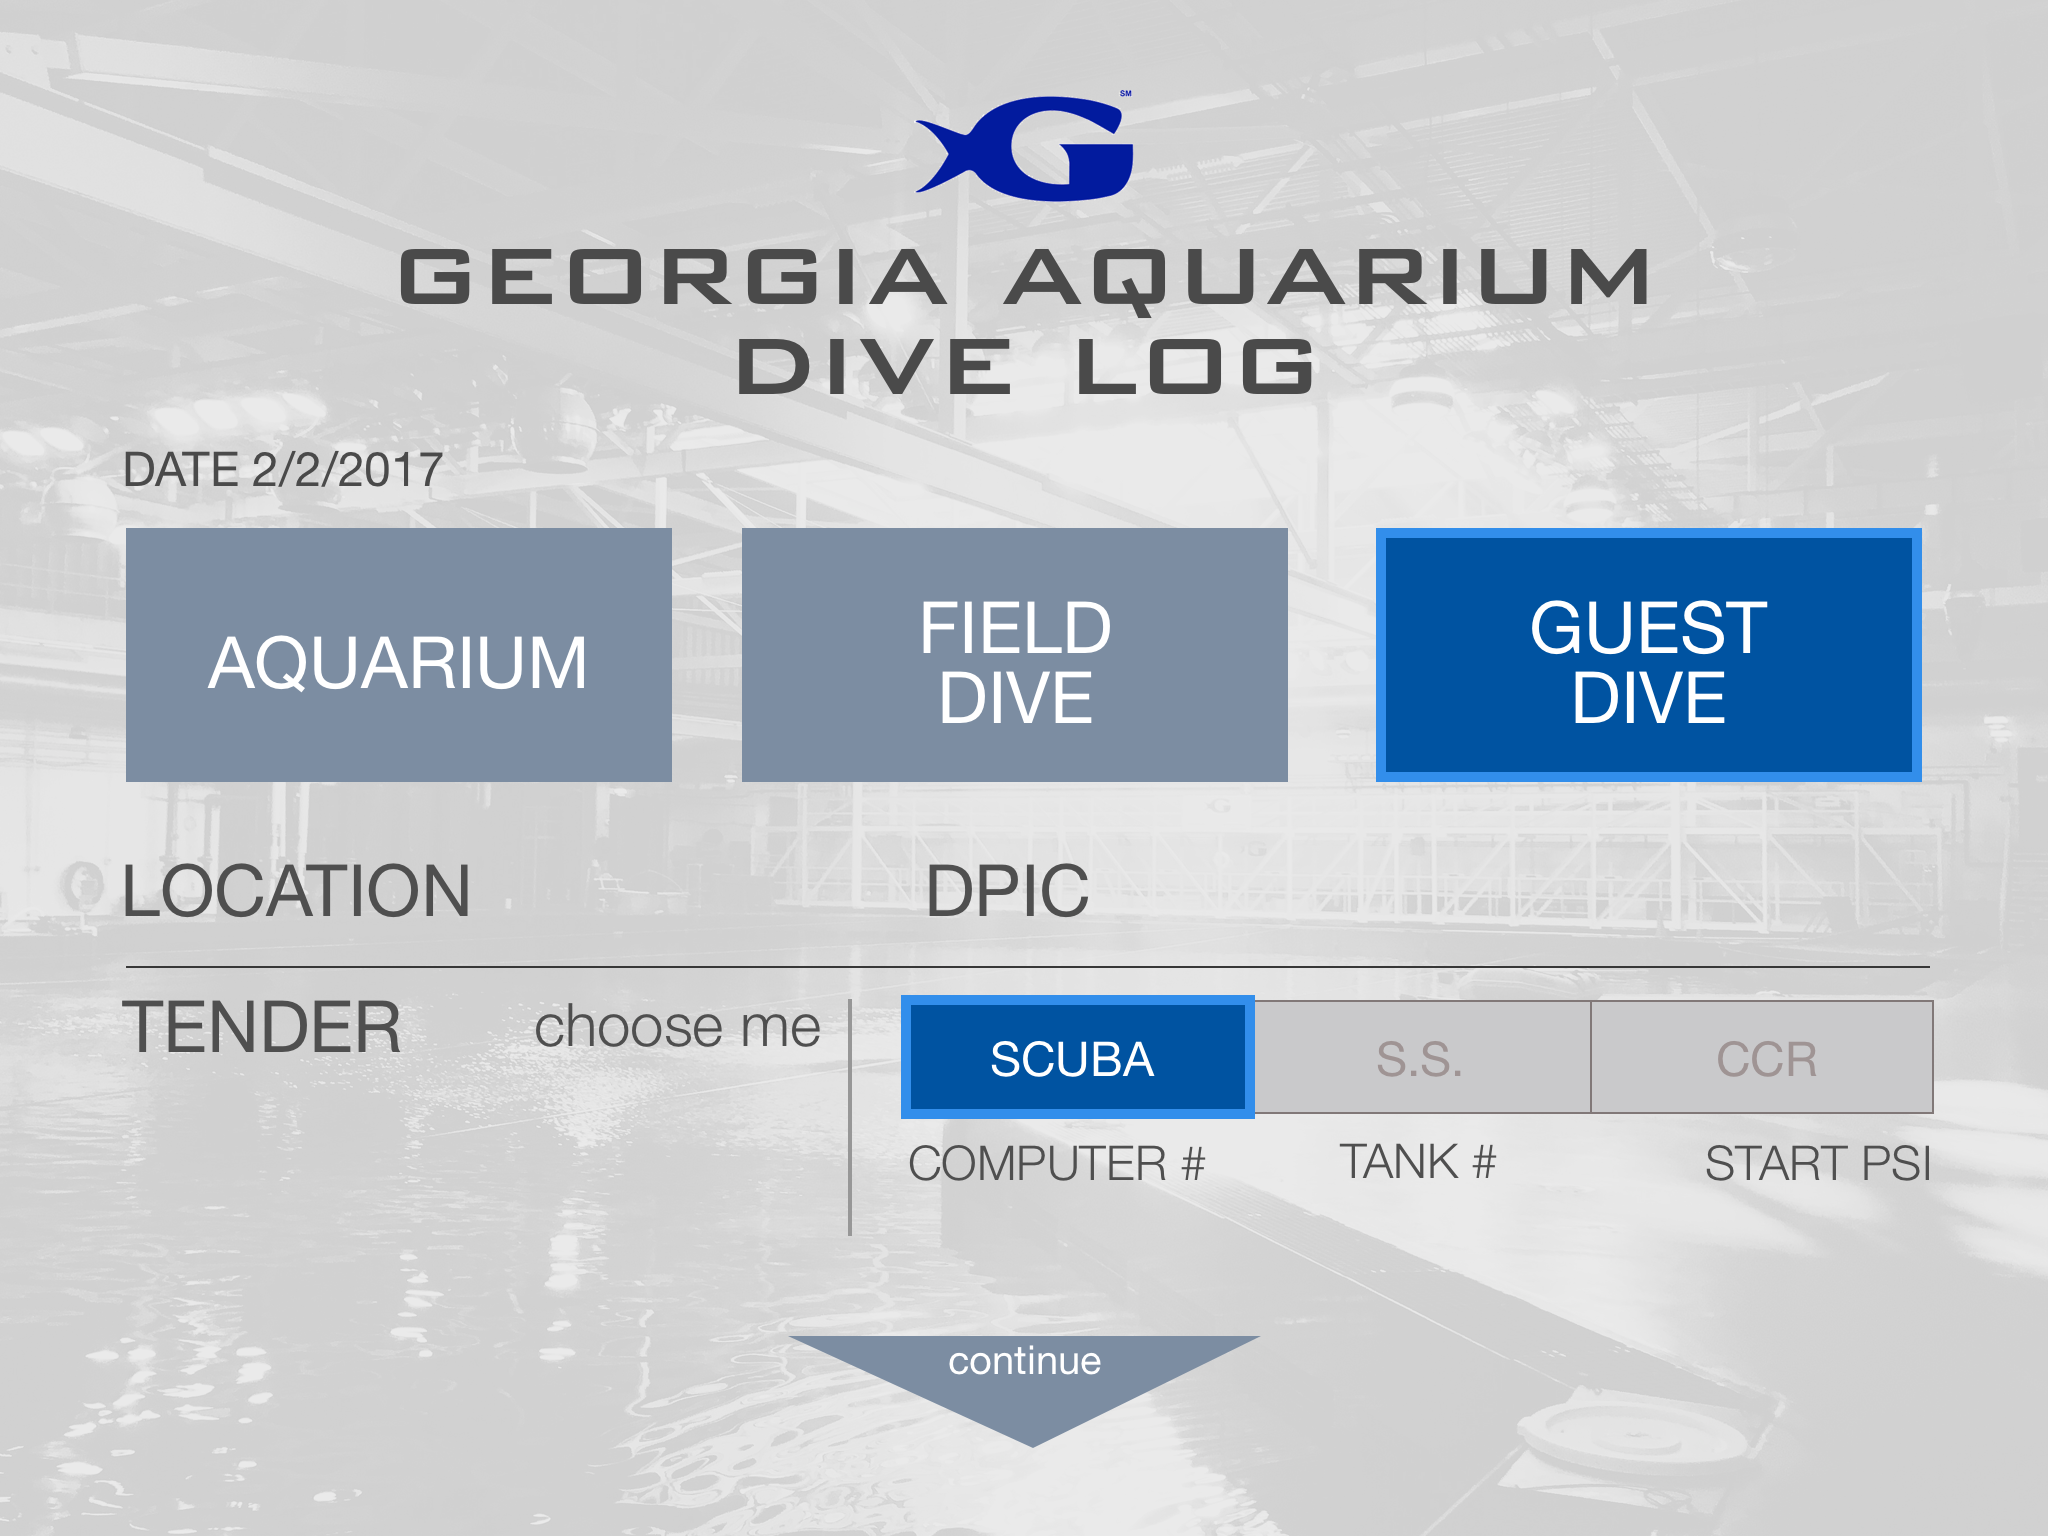 SM
GEORGIA AQUARIUM
DIVE LOG
DATE 2/2/2017
AQUARIUM
FIELD
DIVE
GUEST
DIVE
LOCATION
DPIC
TENDER
choose me
SCUBA
S.S.
CCR
COMPUTER #
TANK #
START PSI
continue